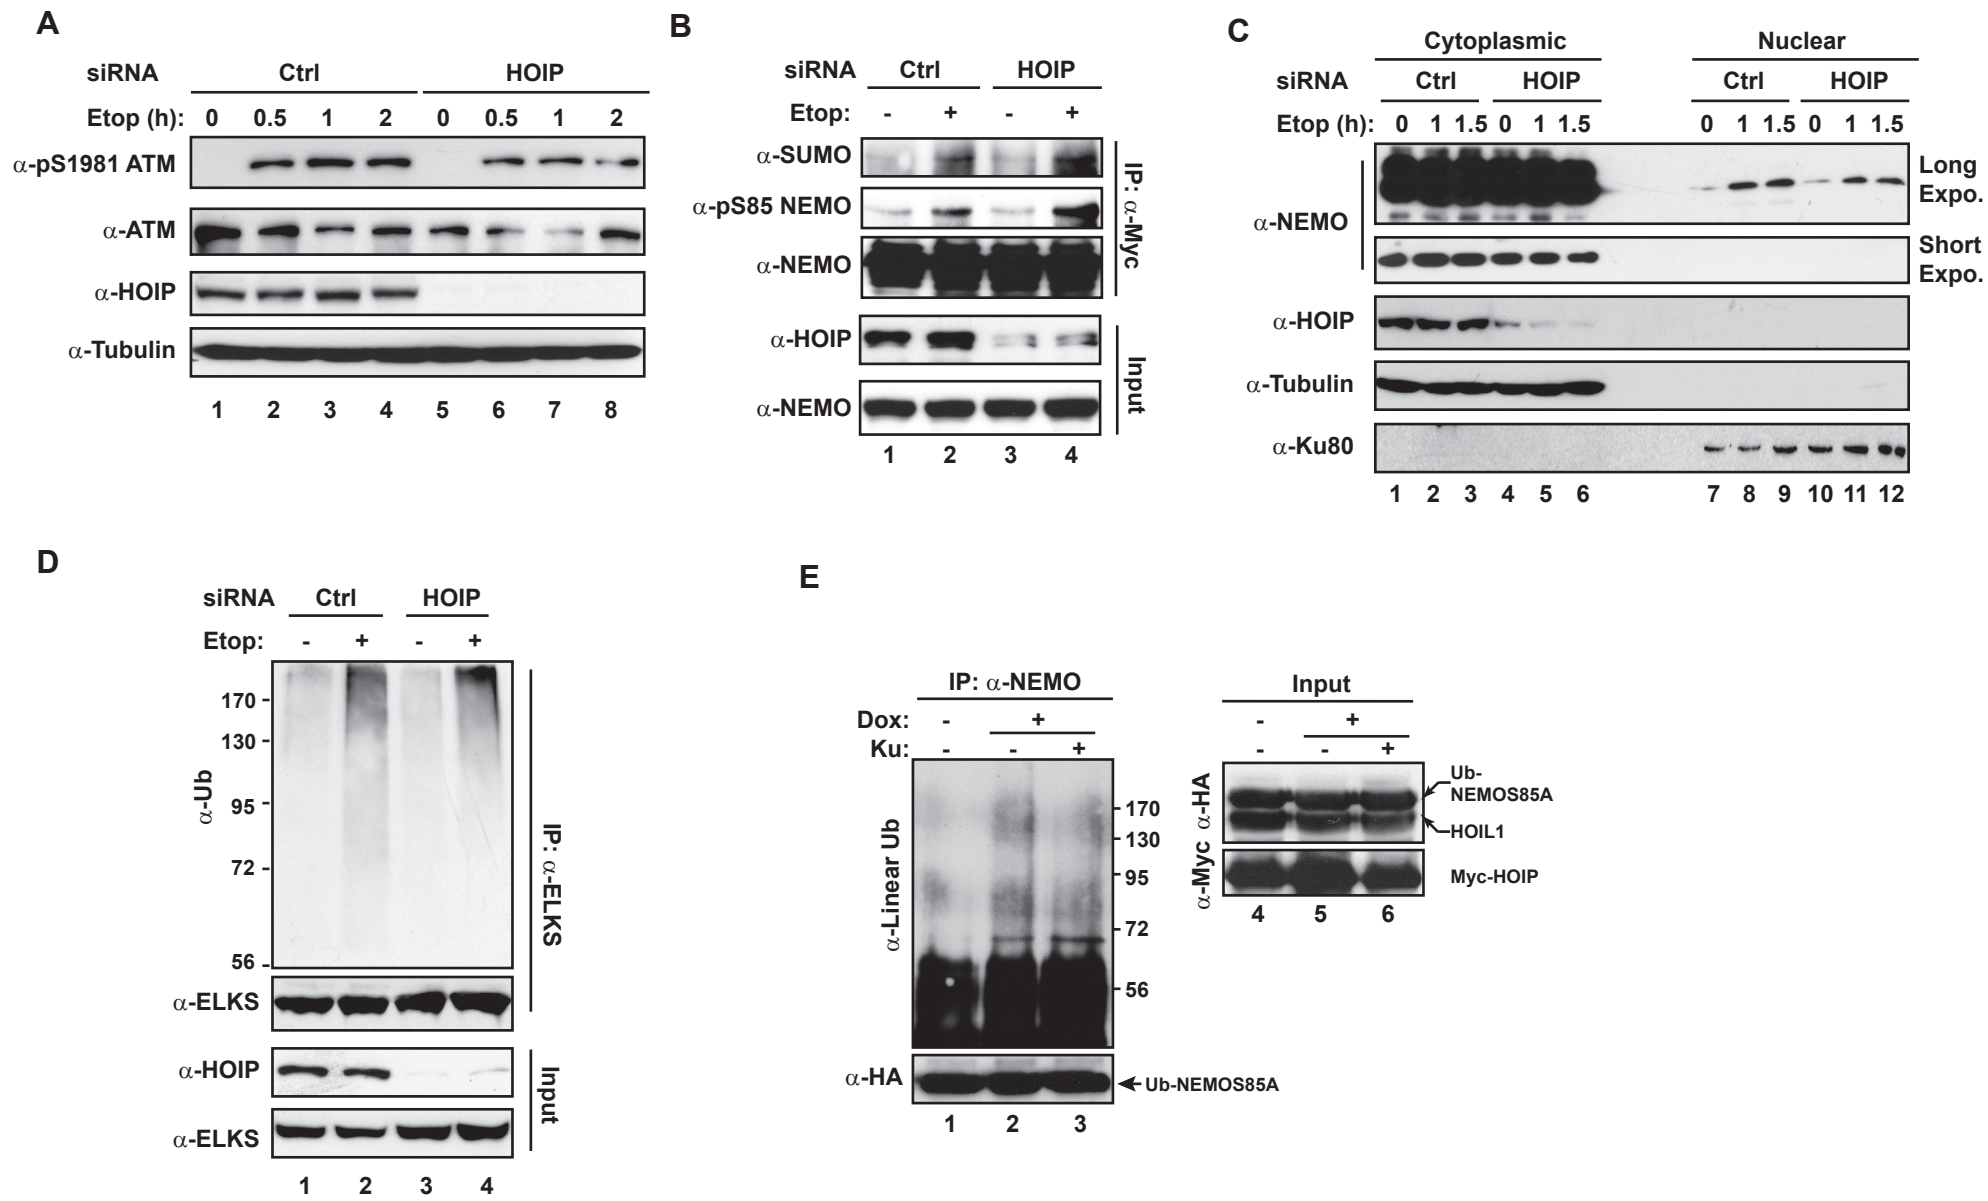 A
siRNA Ctrl HOIP
Etop (h): 0 0.5 1 2 0 0.5 1 2
α-pS1981 ATM
α-ATM
α-HOIP
α-Tubulin
1 2 3 4 5 6 7 8
B
siRNA Ctrl HOIP
Etop: - + - +
α-SUMO
α-pS85 NEMO
α-NEMO
IP: α-Myc
α-HOIP
α-NEMO
Input
1 2 3 4
C
Cytoplasmic Nuclear
siRNA Ctrl HOIP Ctrl HOIP
Etop (h): 0 1 1.5 0 1 1.5 0 1 1.5 0 1 1.5
α-NEMO
Long
Expo.
Short
Expo.
α-HOIP
α-Tubulin
α-Ku80
1 2 3 4 5 6 7 8 9 10 11 12
D
siRNA Ctrl HOIP
Etop: - + - +
α-Ub
170
130
95
72
56
α-ELKS
IP: α-ELKS
α-HOIP
α-ELKS
Input
1 2 3 4
E
IP: α-NEMO
Dox: - +
Ku: - - +
α-Linear Ub
170
130
95
72
56
α-HA
Ub-NEMOS85A
1 2 3
Input
- +
- - +
α-Myc α-HA
Ub-
NEMOS85A
HOIL1
Myc-HOIP
4 5 6